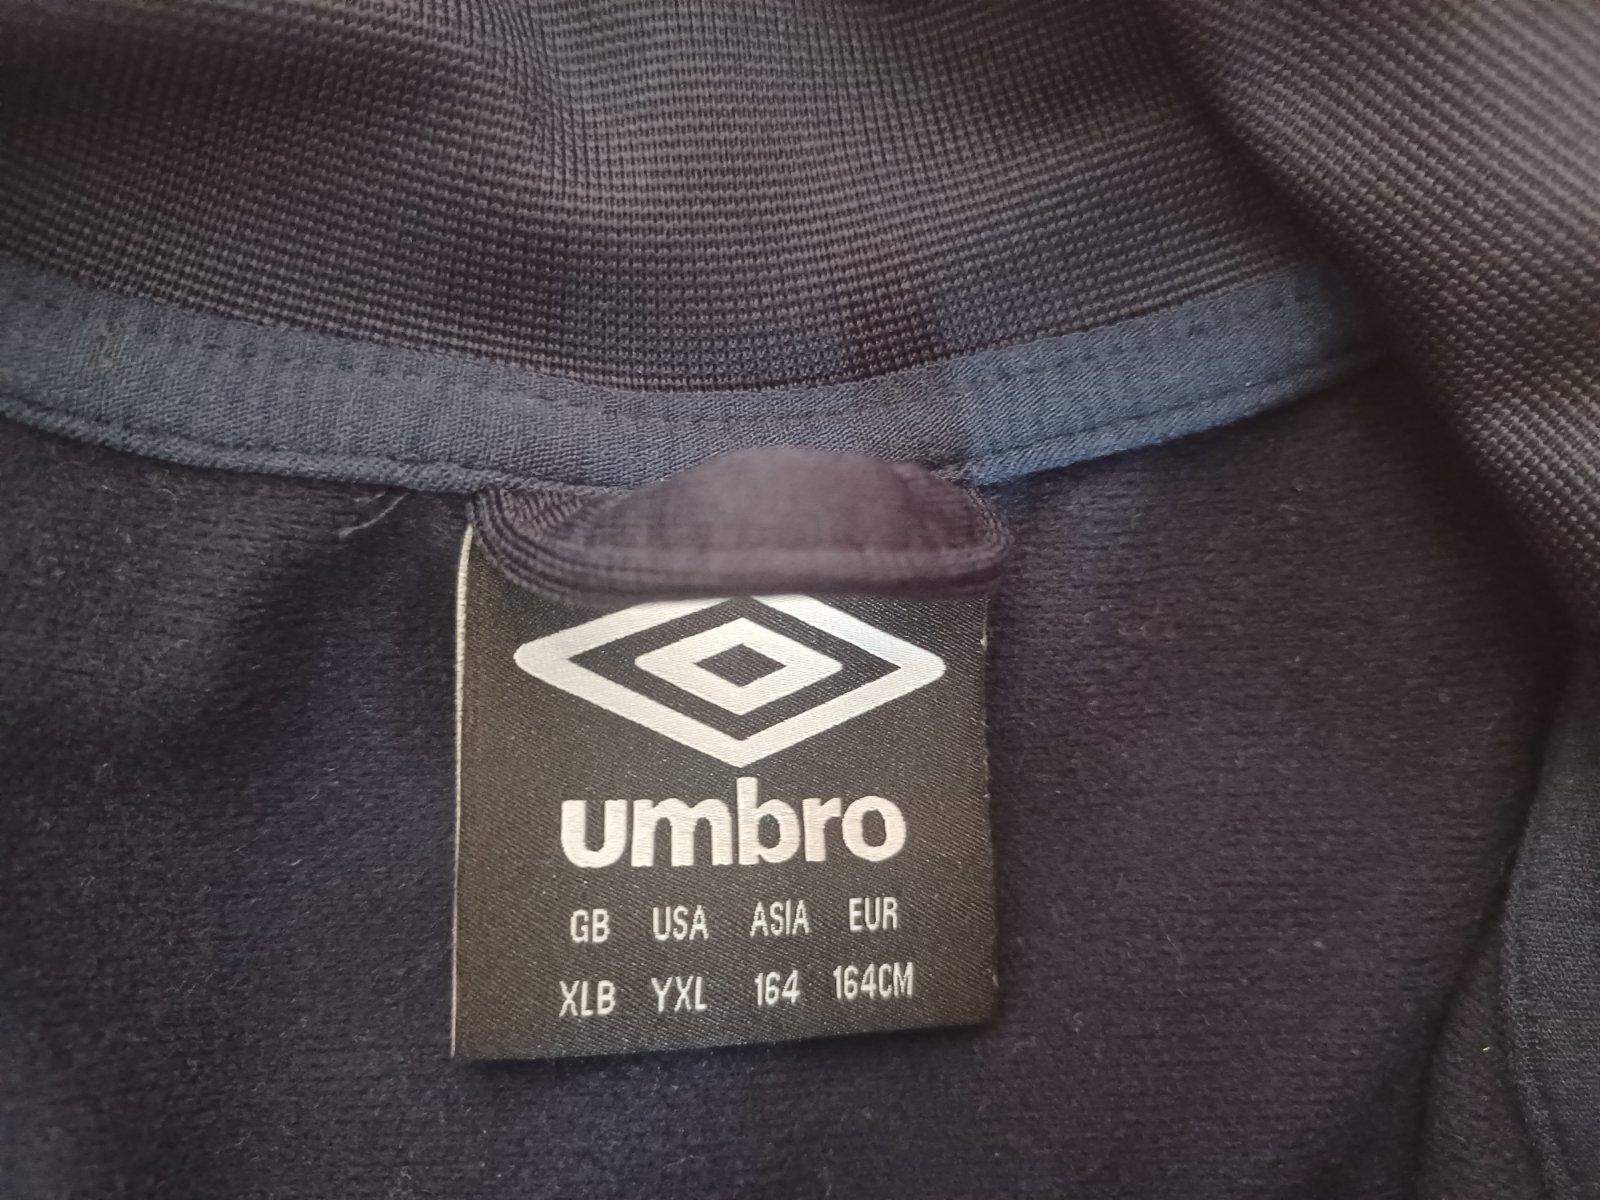 umbro
GB USA ASIA EUR
XLB YXL 164 164CM